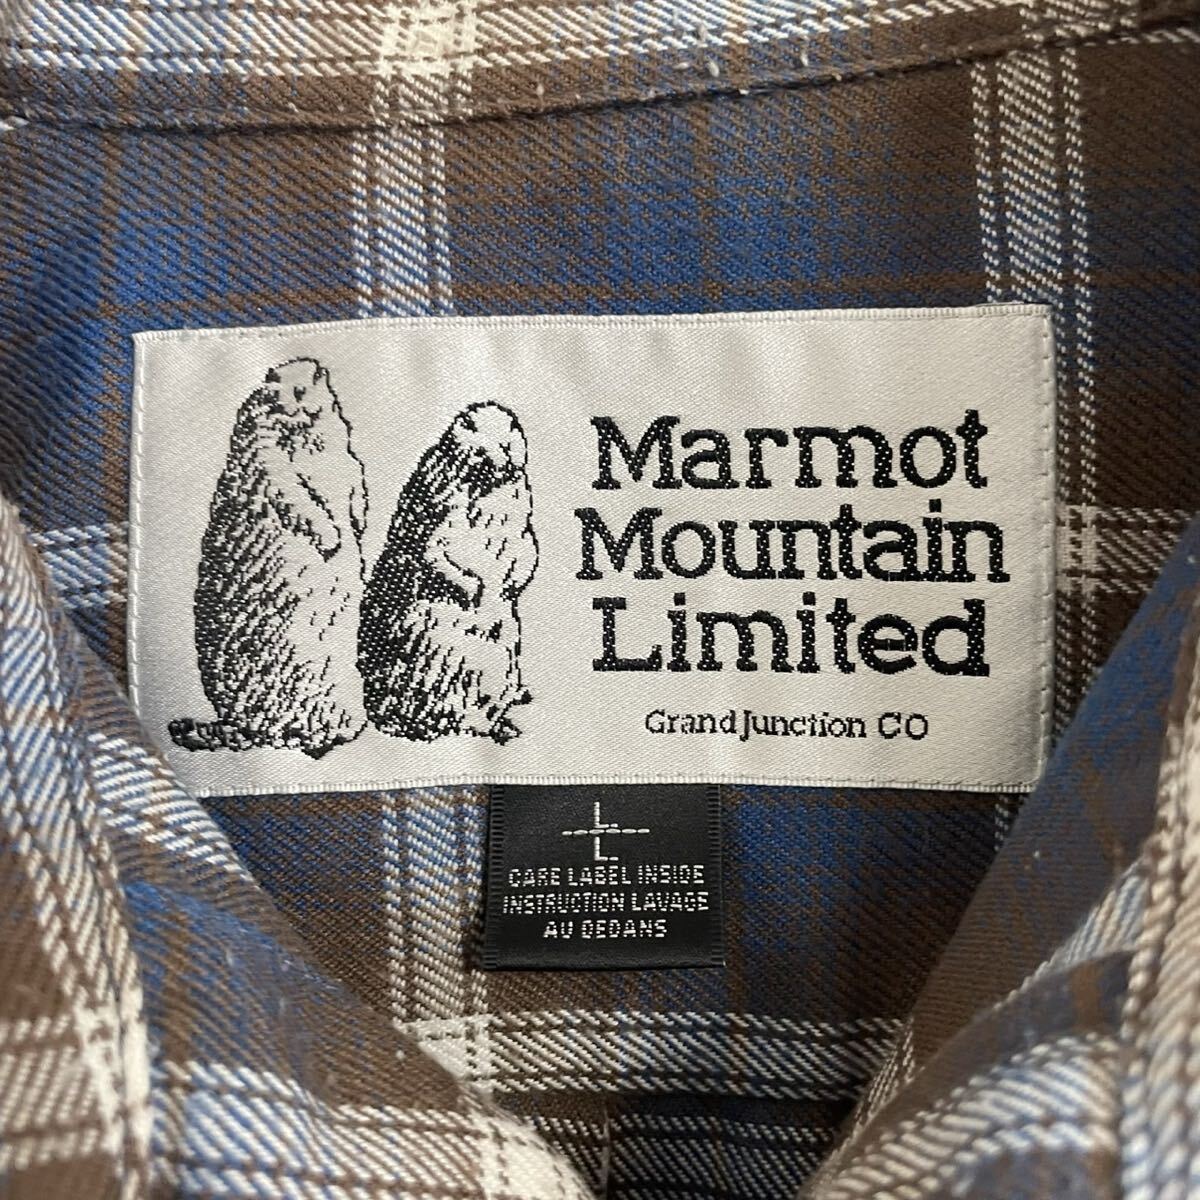 Marmot
Mountain
Limited
Grand Junction CO
L
L
CARE LABEL INSIDE
INSTRUCTION LAVAGE
AU DEDANS